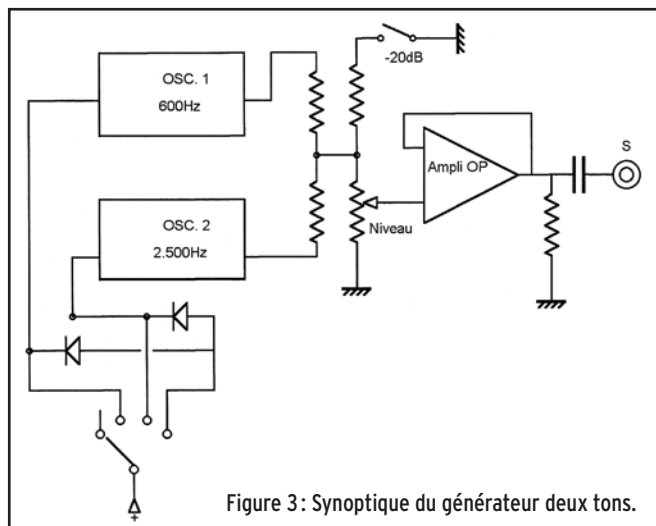 OSC. 1
600Hz
-20dB
S
Ampli OP
Niveau
OSC. 2
2.500Hz
+
Figure 3 : Synoptique du générateur deux tons.